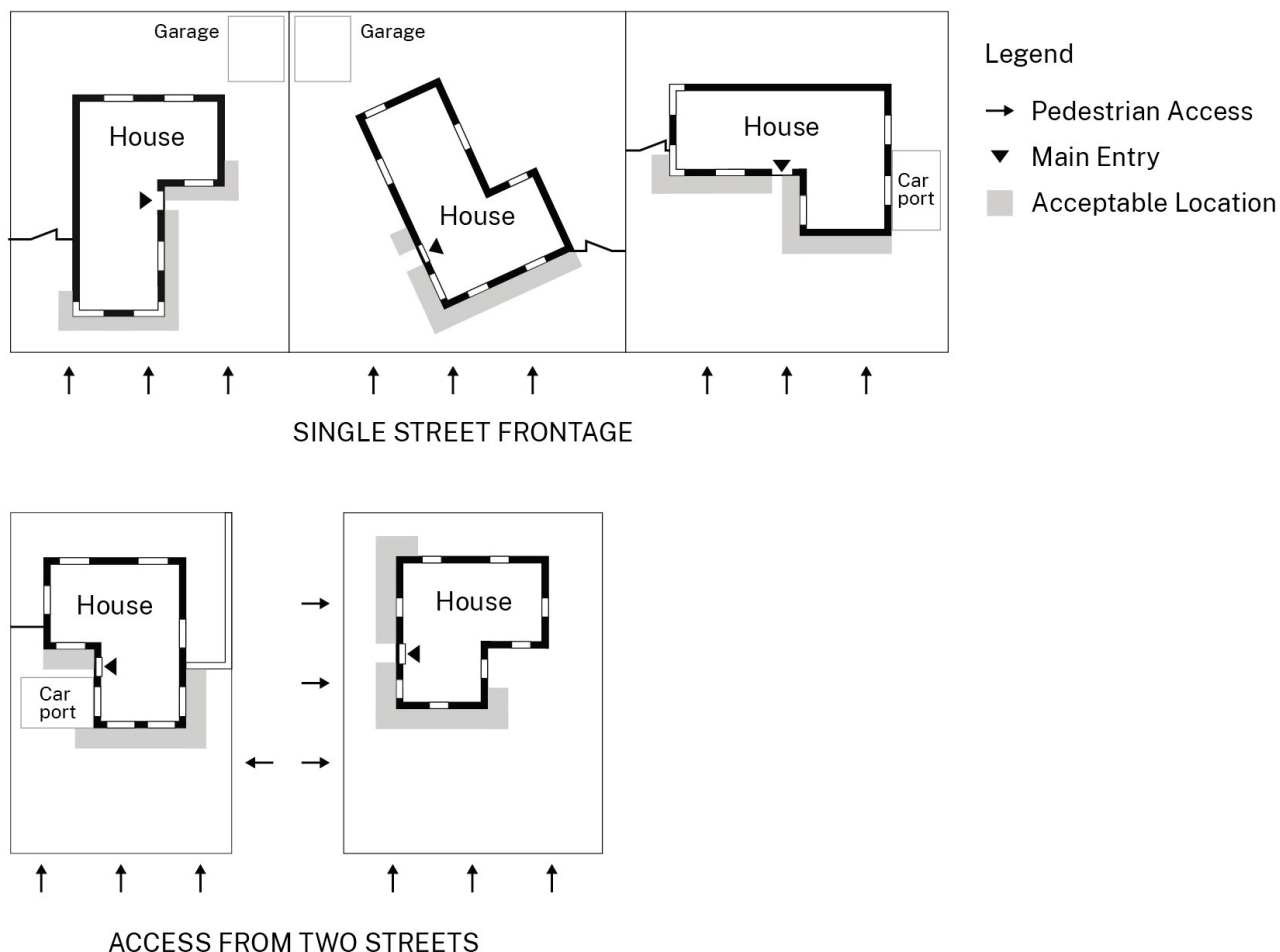 Garage
Garage
House
House
House
Car
port
Legend
Pedestrian Access
Main Entry
Acceptable Location
SINGLE STREET FRONTAGE
House
House
Car
port
ACCESS FROM TWO STREETS